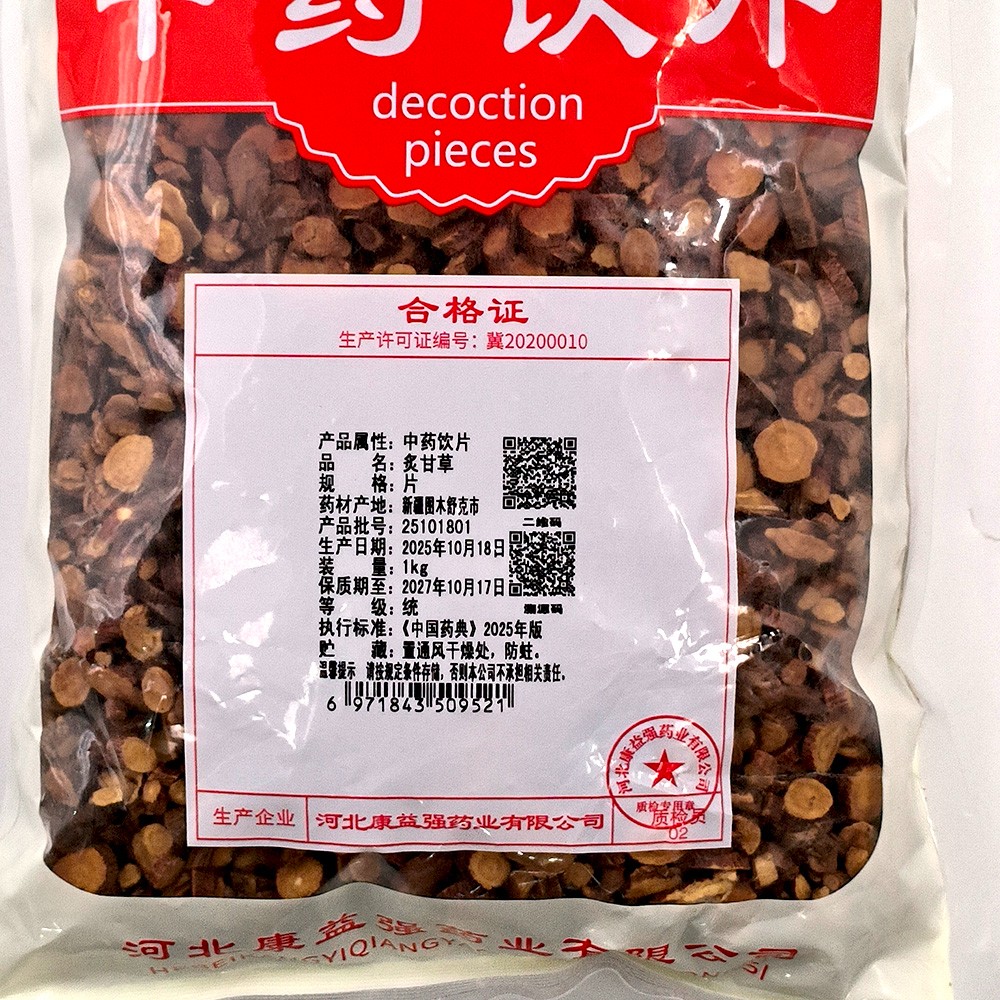 中药饮片
decoction
pieces
合格证
生产许可证编号：冀20200010
产品属性：中药饮片
品 名：炙甘草
规 格：片
药材产地：新疆图木舒克市
产品批号：25101801
生产日期：2025年10月18日
装 量：1kg
保质期至：2027年10月17日
等 级：统
执行标准：《中国药典》2025年版
贮 藏：置通风干燥处，防蛀。
温馨提示 请按规定条件存储，否则本公司不承担相关责任。
6 971843 509521
二维码
溯源码
河北康益强药业有限公司
质检专用章
质检员
02
生产企业
河北康益强药业有限公司
河北康益强药业有限公司